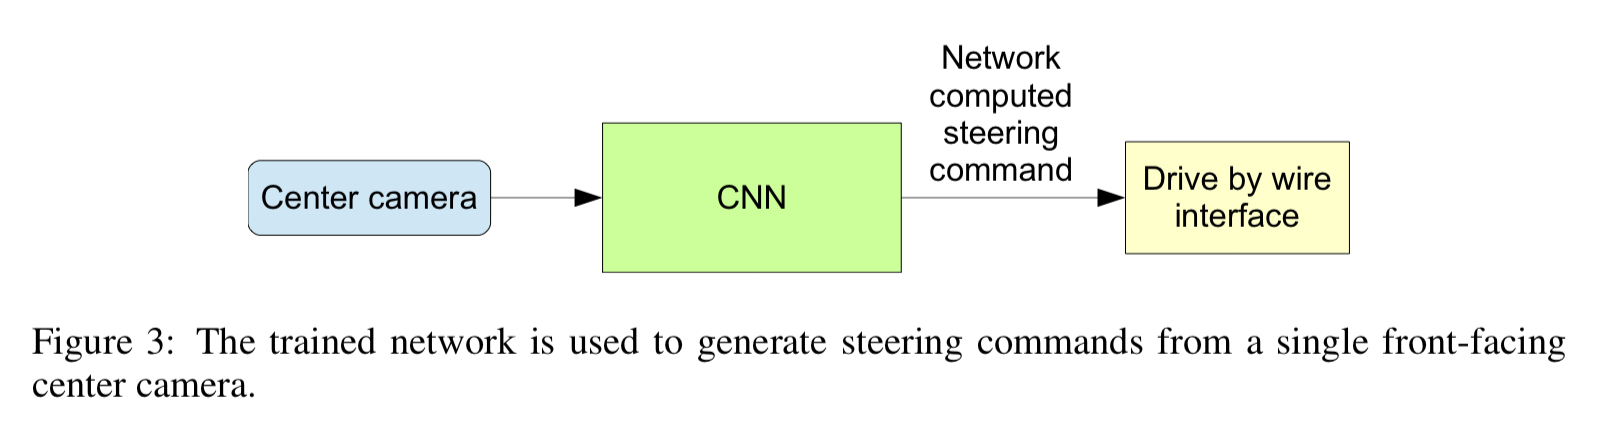 Network
computed
steering
command
Center camera
CNN
Drive by wire
interface
Figure 3: The trained network is used to generate steering commands from a single front-facing
center camera.